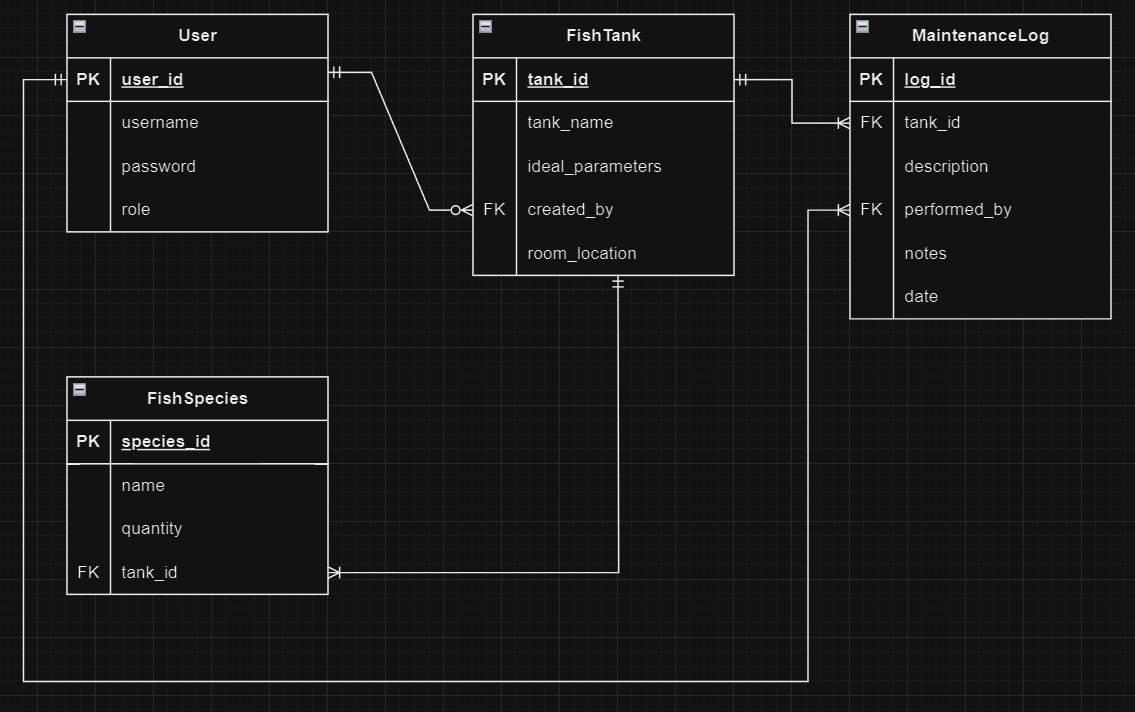 User
PK user_id
username
password
role
FishTank
PK tank_id
tank_name
ideal_parameters
FK created_by
room_location
MaintenanceLog
PK log_id
FK tank_id
description
FK performed_by
notes
date
FishSpecies
PK species_id
name
quantity
FK tank_id